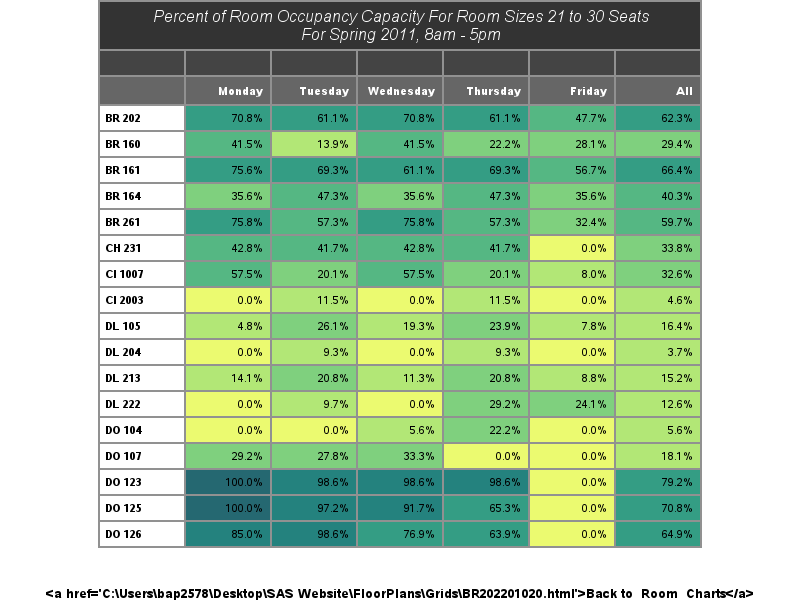 Percent of Room Occupancy Capacity For Room Sizes 21 to 30 Seats
For Spring 2011, 8am - 5pm
Monday Tuesday Wednesday Thursday Friday All
BR 202 70.8% 61.1% 70.8% 61.1% 47.7% 62.3%
BR 160 41.5% 13.9% 41.5% 22.2% 28.1% 29.4%
BR 161 75.6% 69.3% 61.1% 69.3% 56.7% 66.4%
BR 164 35.6% 47.3% 35.6% 47.3% 35.6% 40.3%
BR 261 75.8% 57.3% 75.8% 57.3% 32.4% 59.7%
CH 231 42.8% 41.7% 42.8% 41.7% 0.0% 33.8%
CI 1007 57.5% 20.1% 57.5% 20.1% 8.0% 32.6%
CI 2003 0.0% 11.5% 0.0% 11.5% 0.0% 4.6%
DL 105 4.8% 26.1% 19.3% 23.9% 7.8% 16.4%
DL 204 0.0% 9.3% 0.0% 9.3% 0.0% 3.7%
DL 213 14.1% 20.8% 11.3% 20.8% 8.8% 15.2%
DL 222 0.0% 9.7% 0.0% 29.2% 24.1% 12.6%
DO 104 0.0% 0.0% 5.6% 22.2% 0.0% 5.6%
DO 107 29.2% 27.8% 33.3% 0.0% 0.0% 18.1%
DO 123 100.0% 98.6% 98.6% 98.6% 0.0% 79.2%
DO 125 100.0% 97.2% 91.7% 65.3% 0.0% 70.8%
DO 126 85.0% 98.6% 76.9% 63.9% 0.0% 64.9%
<a href='C:\Users\bap2578\Desktop\SAS Website\FloorPlans\Grids\BR202201020.html'>Back to Room Charts</a>